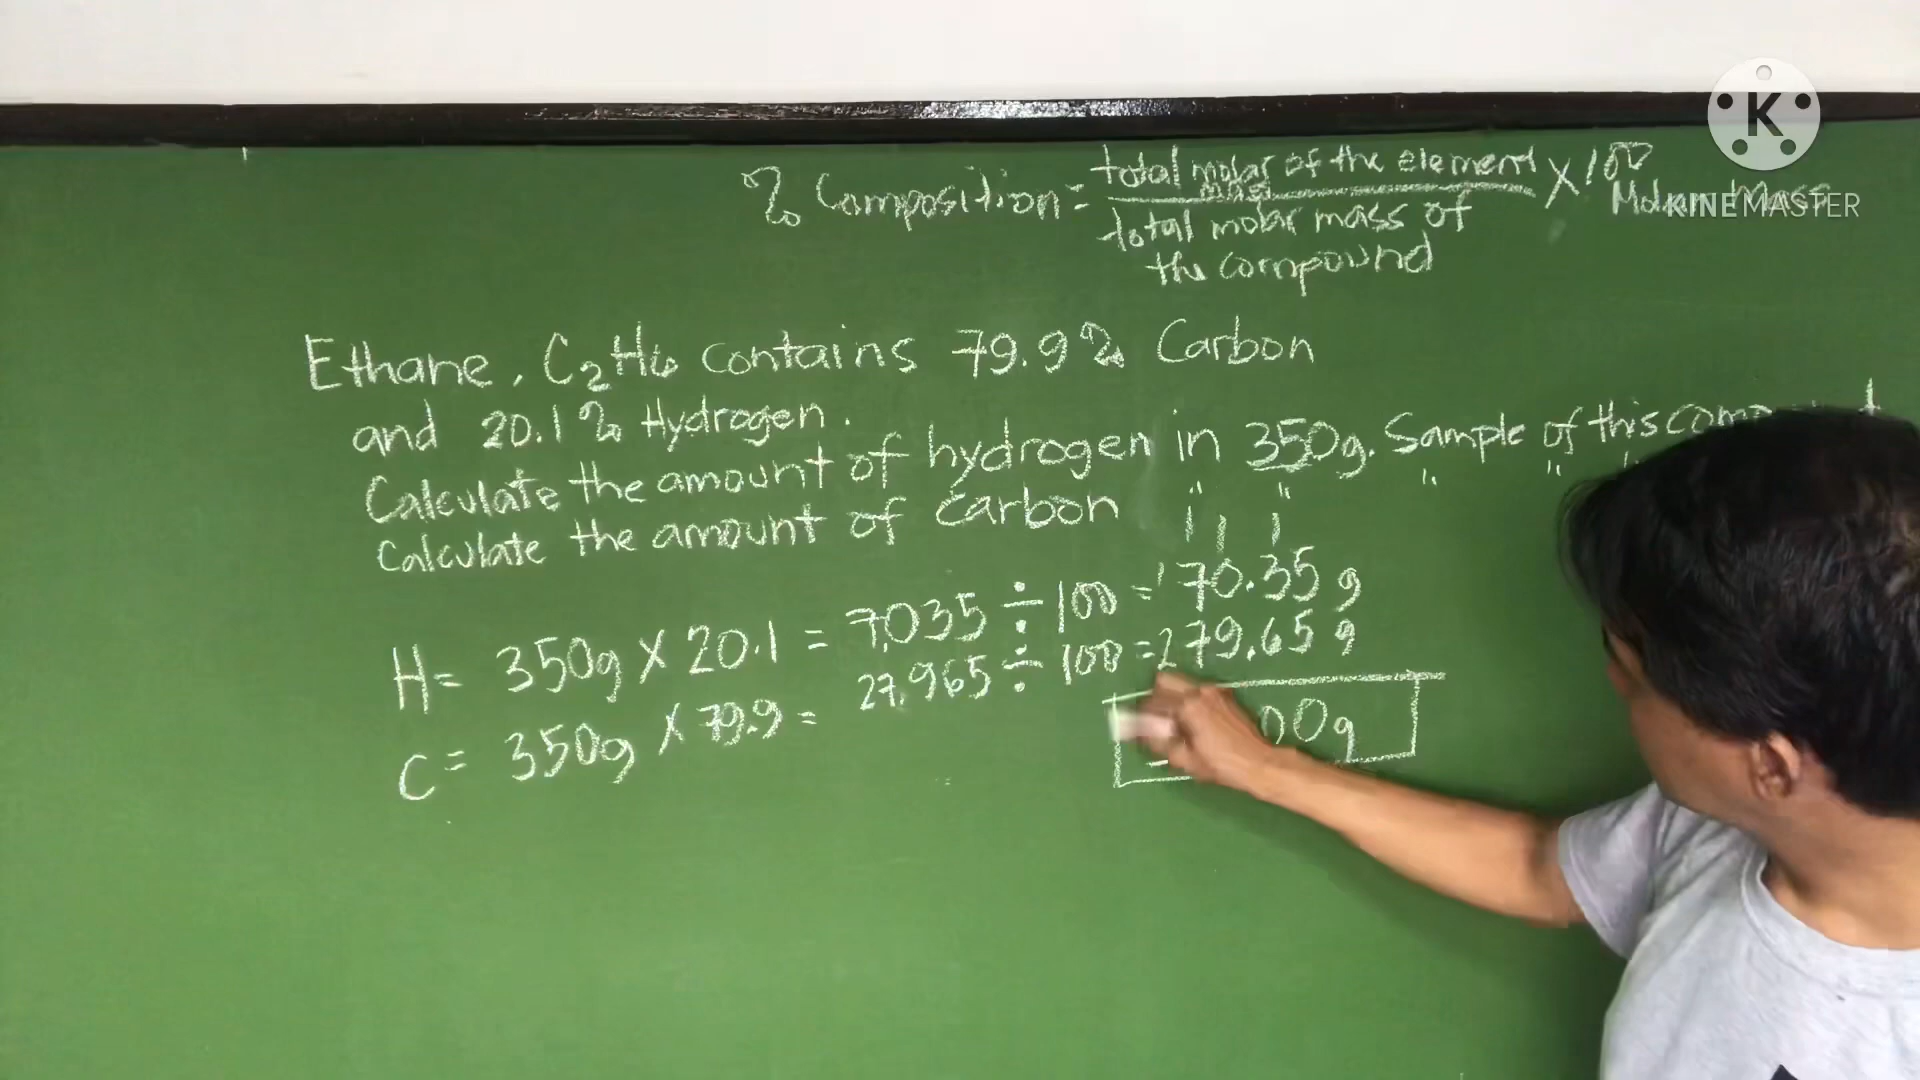 K
KINEMASTER
% Composition = total molar mass of the element / total molar mass of the compound X 100
Molar Mass
Ethane, C2H6 contains 79.9% Carbon
and 20.1% Hydrogen.
Calculate the amount of hydrogen in 350g. Sample of this
Calculate the amount of carbon " " " "
H = 350g X 20.1 = 7,035 ÷ 100 = 70.35 g
C = 350g X 79.9 = 27,965 ÷ 100 = 279.65 g
00g